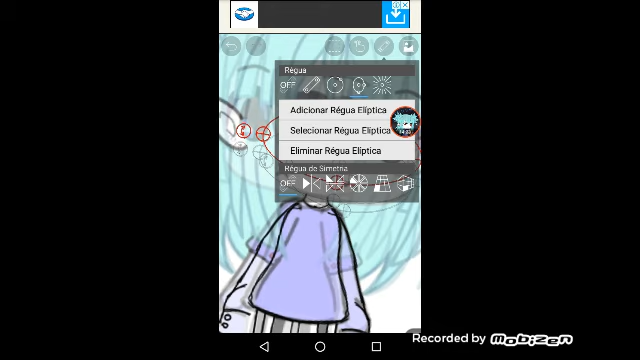 Régua
OFF
Adicionar Régua Elíptica
Selecionar Régua Elíptica
Eliminar Régua Elíptica
Régua de Simetria
OFF
Recorded by mobizen